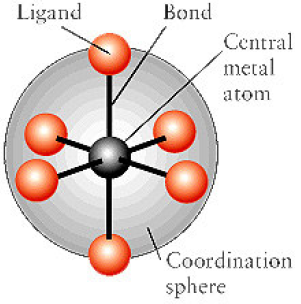 Ligand
Bond
Central
metal
atom
Coordination
sphere